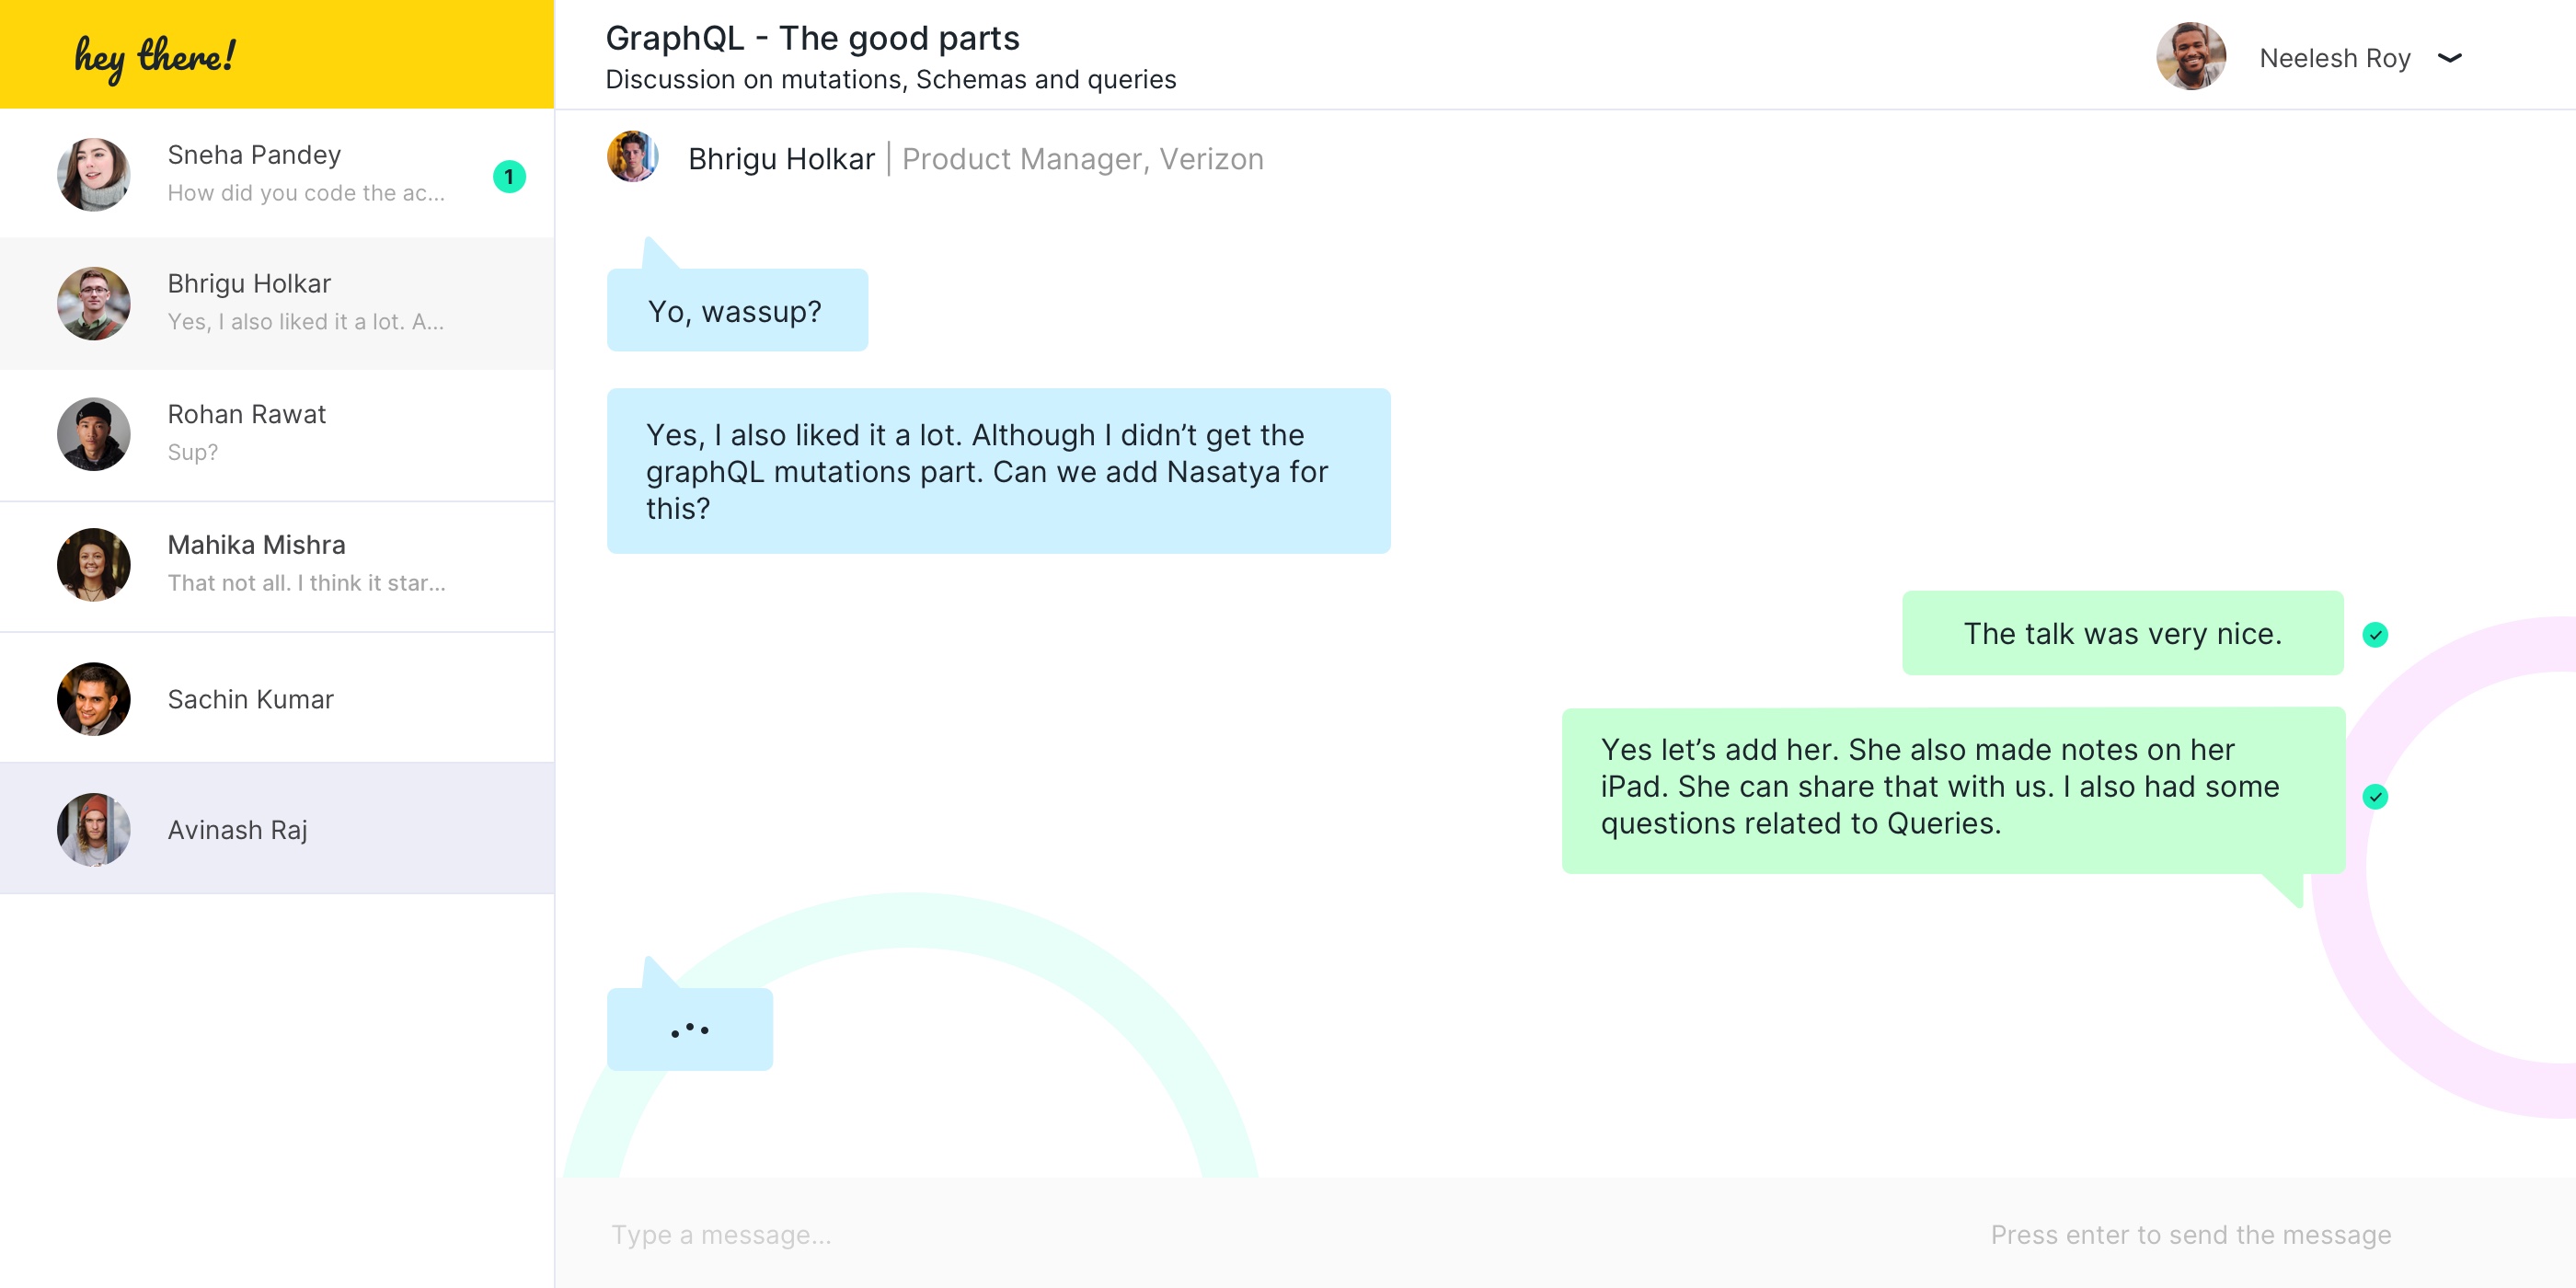 hey there!
Sneha Pandey
How did you code the ac...
1
Bhrigu Holkar
Yes, I also liked it a lot. A...
Rohan Rawat
Sup?
Mahika Mishra
That not all. I think it star...
Sachin Kumar
Avinash Raj
GraphQL - The good parts
Discussion on mutations, Schemas and queries
Neelesh Roy
Bhrigu Holkar | Product Manager, Verizon
Yo, wassup?
Yes, I also liked it a lot. Although I didn’t get the
graphQL mutations part. Can we add Nasatya for
this?
The talk was very nice.
Yes let’s add her. She also made notes on her
iPad. She can share that with us. I also had some
questions related to Queries.
Type a message...
Press enter to send the message